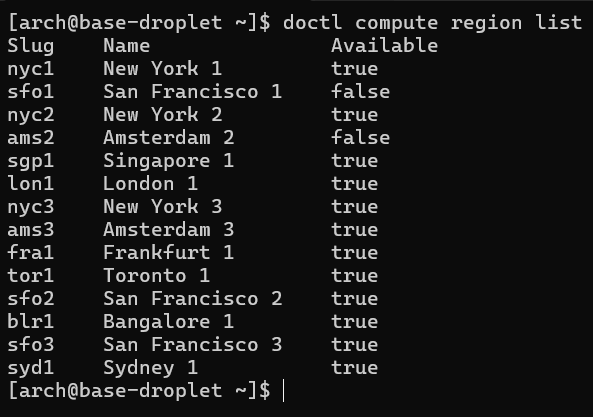 [arch@base-droplet ~]$ doctl compute region list
Slug    Name               Available
nyc1    New York 1         true
sfo1    San Francisco 1    false
nyc2    New York 2         true
ams2    Amsterdam 2        false
sgp1    Singapore 1        true
lon1    London 1           true
nyc3    New York 3         true
ams3    Amsterdam 3        true
fra1    Frankfurt 1        true
tor1    Toronto 1          true
sfo2    San Francisco 2    true
blr1    Bangalore 1        true
sfo3    San Francisco 3    true
syd1    Sydney 1           true
[arch@base-droplet ~]$